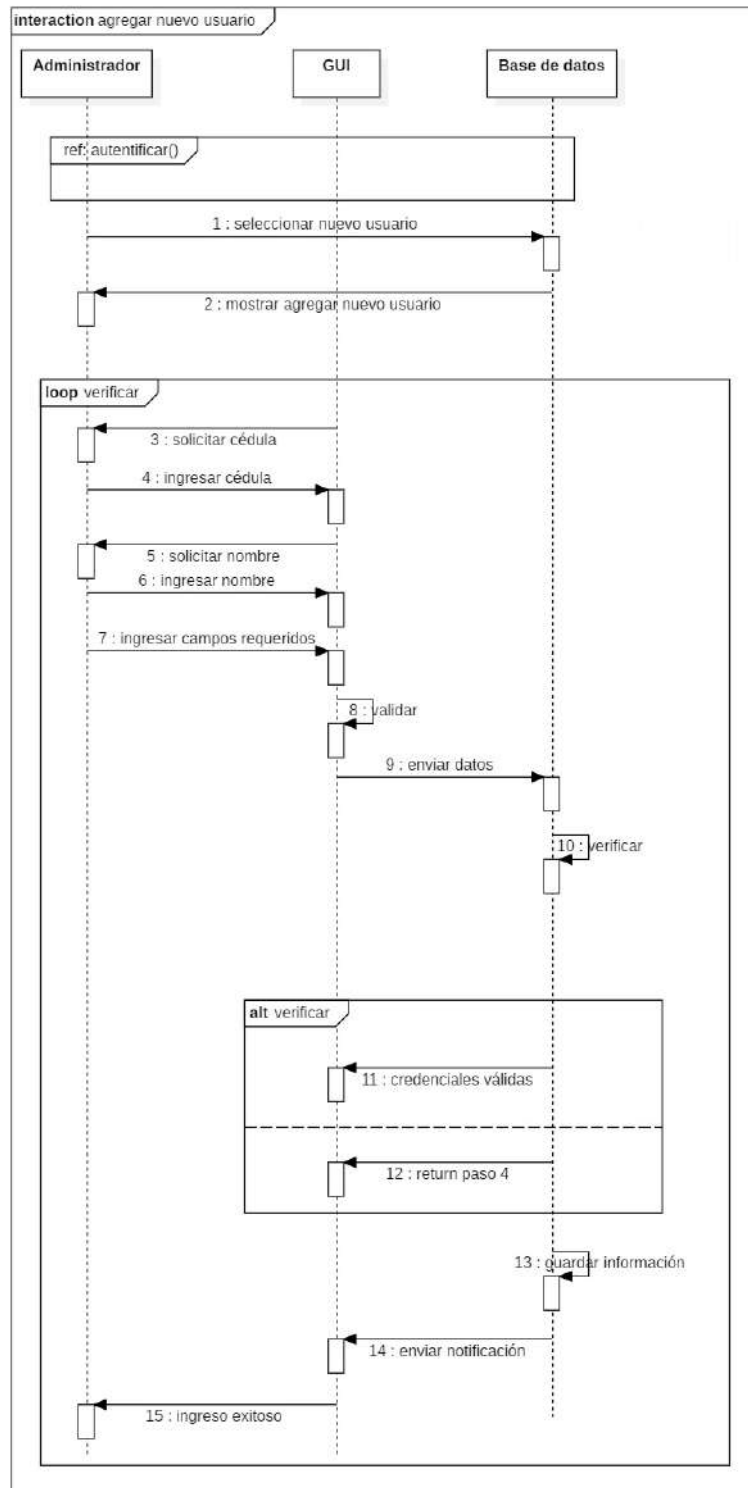 interaction agregar nuevo usuario
Administrador
GUI
Base de datos
ref: autentificar()
1 : seleccionar nuevo usuario
2 : mostrar agregar nuevo usuario
loop verificar
3 : solicitar cédula
4 : ingresar cédula
5 : solicitar nombre
6 : ingresar nombre
7 : ingresar campos requeridos
8 : validar
9 : enviar datos
10 : verificar
alt verificar
11 : credenciales válidas
12 : return paso 4
13 : guardar información
14 : enviar notificación
15 : ingreso exitoso